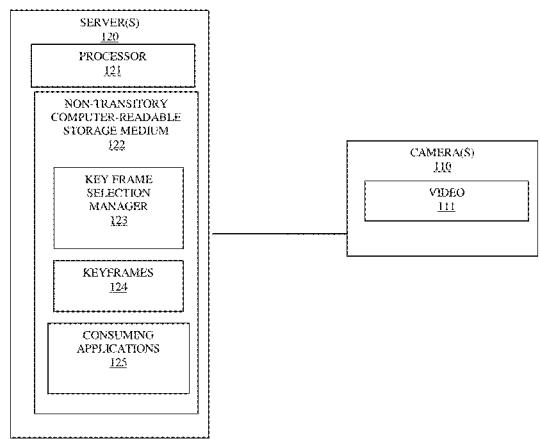 SERVER(S)
120
PROCESSOR
121
NON-TRANSITORY
COMPUTER-READABLE
STORAGE MEDIUM
122
KEY FRAME
SELECTION
MANAGER
123
KEYFRAMES
124
CONSUMING
APPLICATIONS
125
CAMERA(S)
110
VIDEO
111